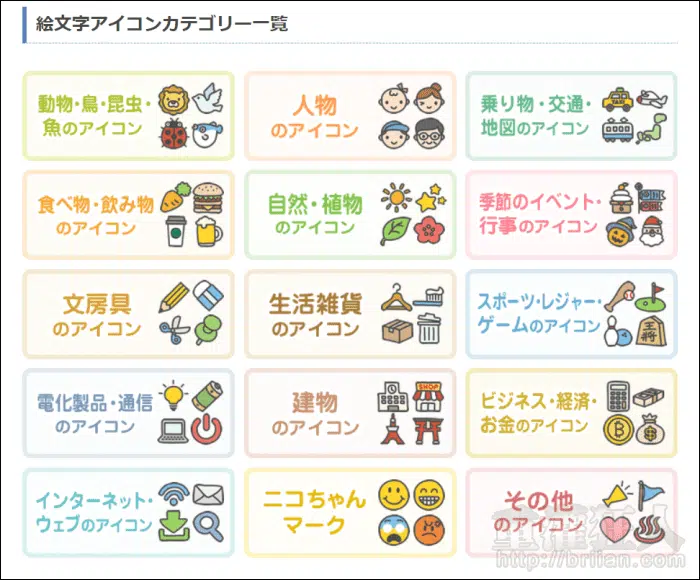 絵文字アイコンカテゴリー一覧
動物・鳥・昆虫・
魚のアイコン
人物
のアイコン
乗り物・交通・
地図のアイコン
TAXI
食べ物・飲み物
のアイコン
自然・植物
のアイコン
季節のイベント・
行事のアイコン
文房具
のアイコン
生活雑貨
のアイコン
スポーツ・レジャー・
ゲームのアイコン
王将
電化製品・通信
のアイコン
建物
のアイコン
SHOP
ビジネス・経済・
お金のアイコン
インターネット・
ウェブのアイコン
ニコちゃん
マーク
その他
のアイコン
重灌狂人
http://briian.com